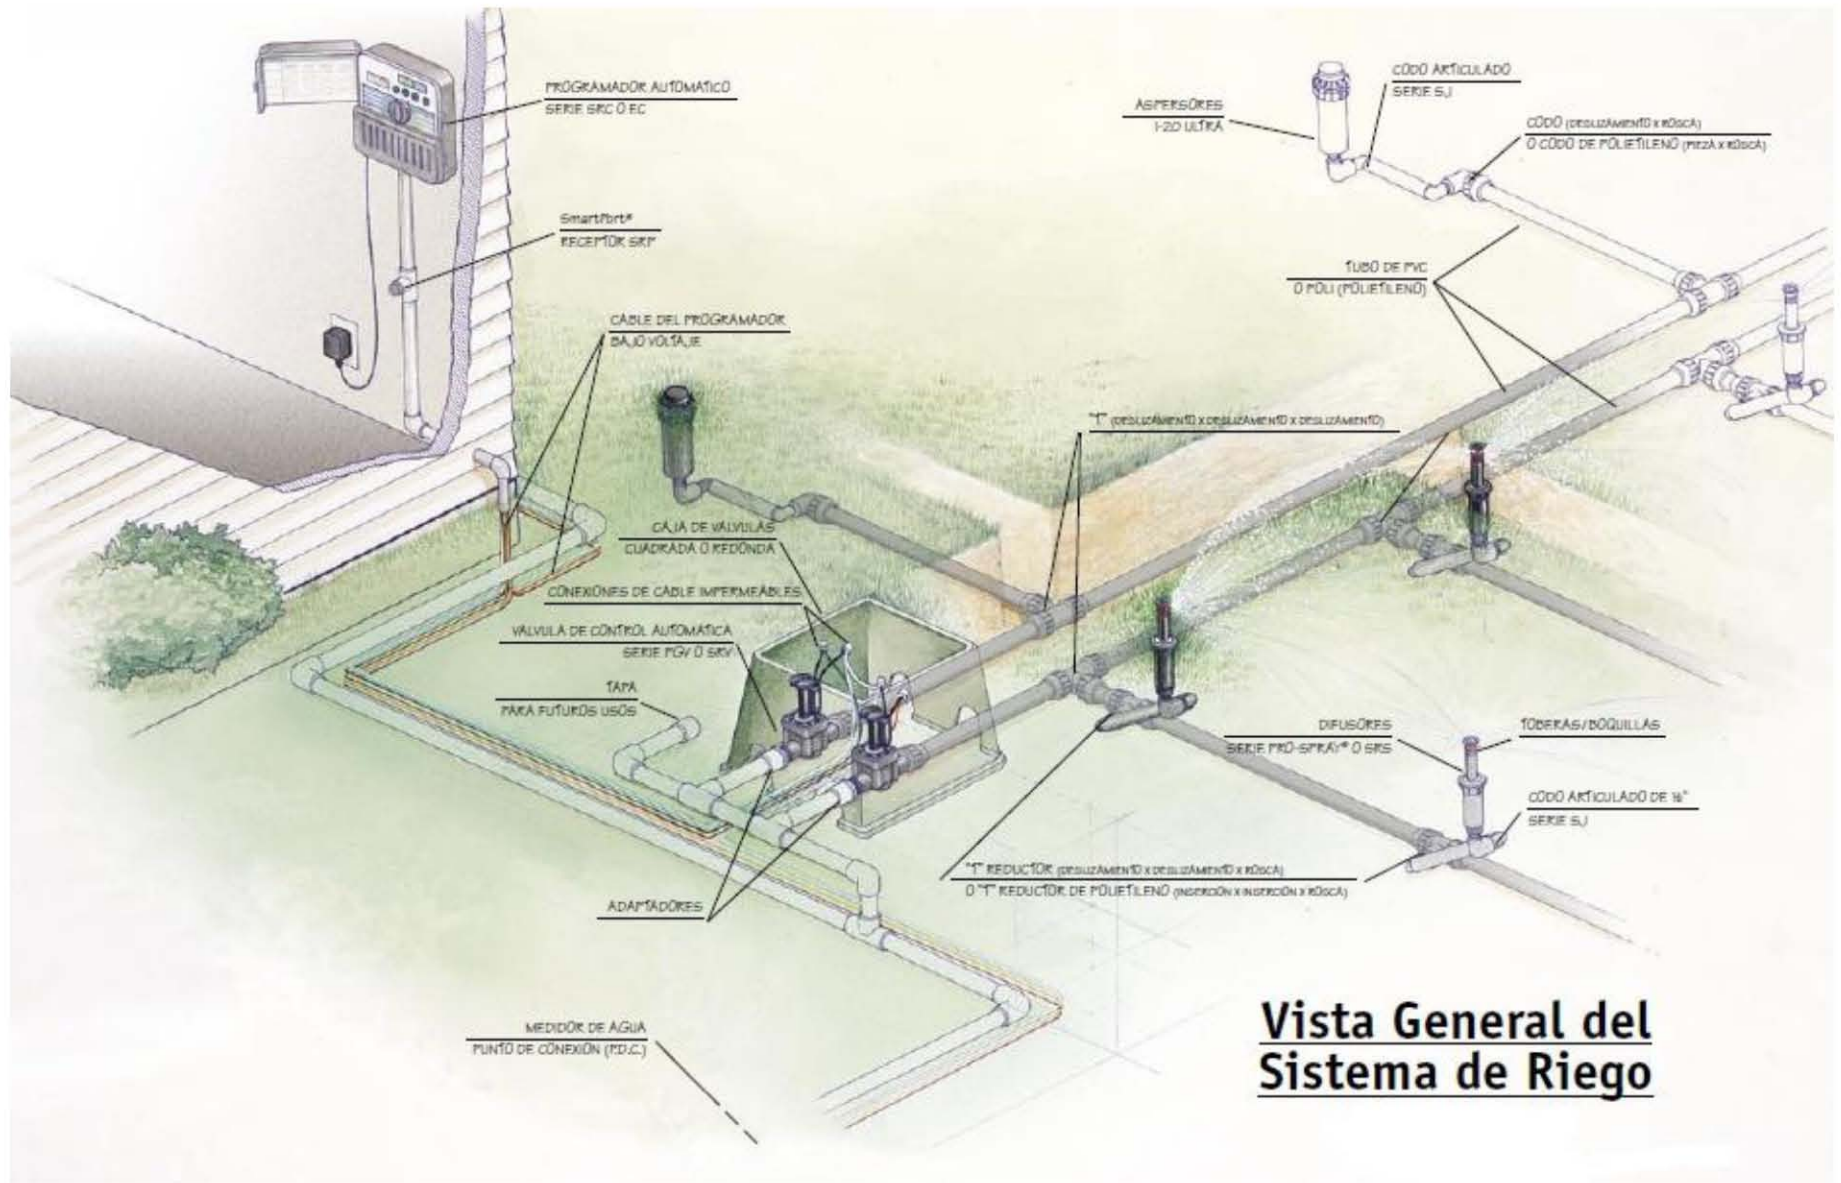 PROGRAMADOR AUTOMATICO
SERIE SRC O EC
SmartPort®
RECEPTOR SRP
CABLE DEL PROGRAMADOR
BAJO VOLTAJE
ASPERSORES
I-20 ULTRA
CODO ARTICULADO
SERIE SJ
CODO (DESLIZAMIENTO X ROSCA)
O CODO DE POLIETILENO (PIEZA X ROSCA)
TUBO DE PVC
O POLI (POLIETILENO)
"T" (DESLIZAMIENTO X DESLIZAMIENTO X DESLIZAMIENTO)
CAJA DE VALVULAS
CUADRADA O REDONDA
CONEXIONES DE CABLE IMPERMEABLES
VALVULA DE CONTROL AUTOMATICA
SERIE PGV O SRV
TAPA
PARA FUTUROS USOS
DIFUSORES
SERIE PRO-SPRAY® O SRS
TOBERAS/BOQUILLAS
CODO ARTICULADO DE ½"
SERIE SJ
"T" REDUCTOR (DESLIZAMIENTO X DESLIZAMIENTO X ROSCA)
O "T" REDUCTOR DE POLIETILENO (INSERCION X INSERCION X ROSCA)
ADAPTADORES
MEDIDOR DE AGUA
PUNTO DE CONEXION (P.D.C.)
Vista General del
Sistema de Riego